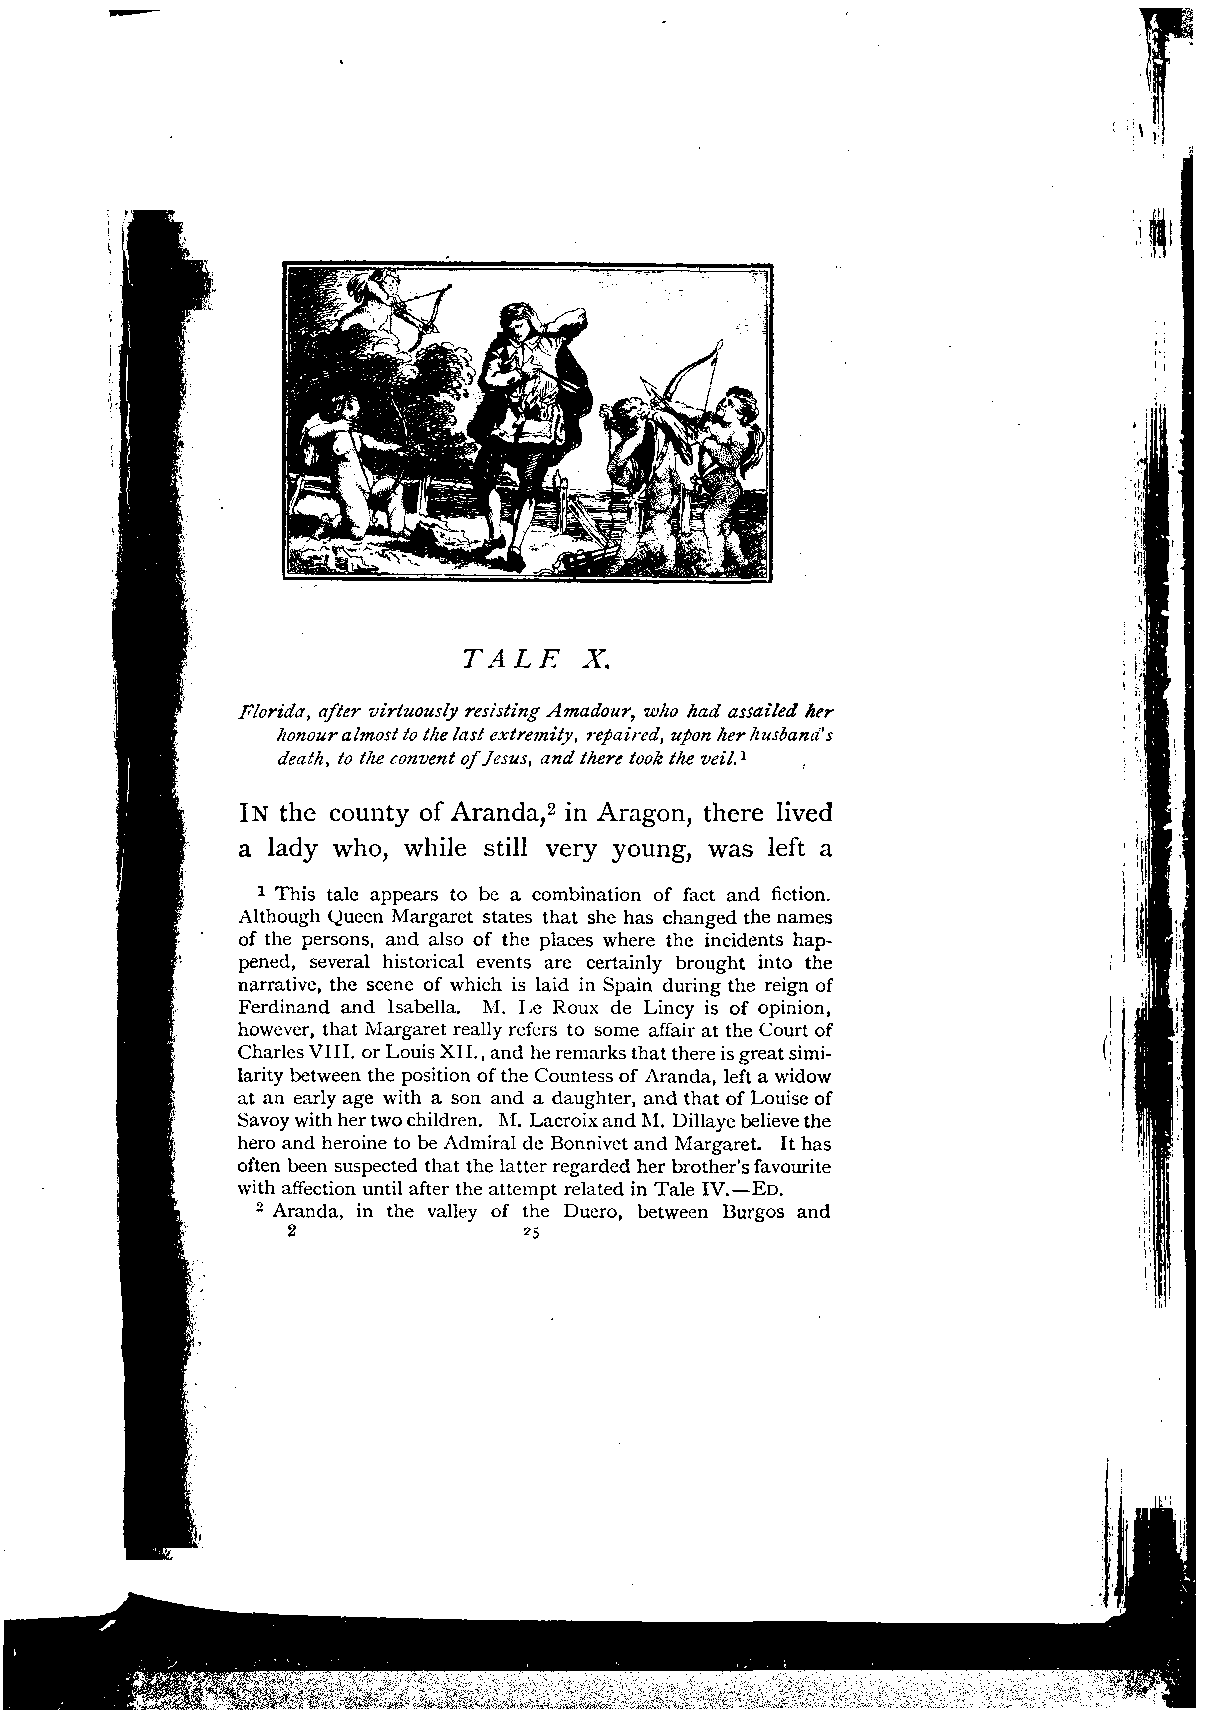 TALE X.
Florida, after virtuously resisting Amadour, who had assailed her
honour almost to the last extremity, repaired, upon her husband's
death, to the convent of Jesus, and there took the veil.¹
IN the county of Aranda,² in Aragon, there lived
a lady who, while still very young, was left a
¹ This tale appears to be a combination of fact and fiction.
Although Queen Margaret states that she has changed the names
of the persons, and also of the places where the incidents hap-
pened, several historical events are certainly brought into the
narrative, the scene of which is laid in Spain during the reign of
Ferdinand and Isabella. M. Le Roux de Lincy is of opinion,
however, that Margaret really refers to some affair at the Court of
Charles VIII. or Louis XII., and he remarks that there is great simi-
larity between the position of the Countess of Aranda, left a widow
at an early age with a son and a daughter, and that of Louise of
Savoy with her two children. M. Lacroix and M. Dillaye believe the
hero and heroine to be Admiral de Bonnivet and Margaret. It has
often been suspected that the latter regarded her brother's favourite
with affection until after the attempt related in Tale IV.—ED.
² Aranda, in the valley of the Duero, between Burgos and
2 25